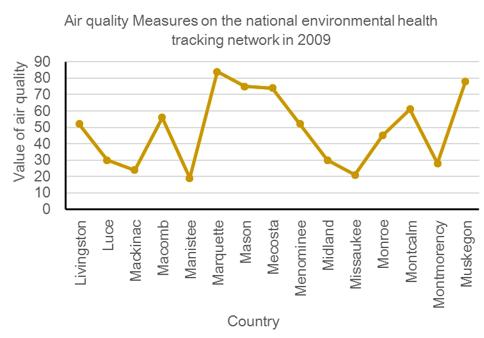 Air quality Measures on the national environmental health
tracking network in 2009
Value of air quality
90
80
70
60
50
40
30
20
10
0
Livingston
Luce
Mackinac
Macomb
Manistee
Marquette
Mason
Mecosta
Menominee
Midland
Missaukee
Monroe
Montcalm
Montmorency
Muskegon
Country